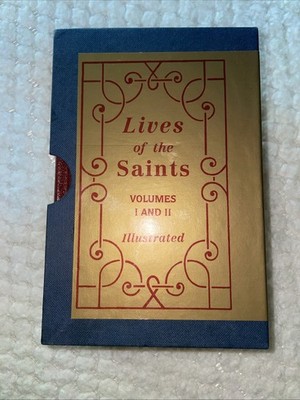 Lives
of the
Saints
VOLUMES
I AND II
Illustrated